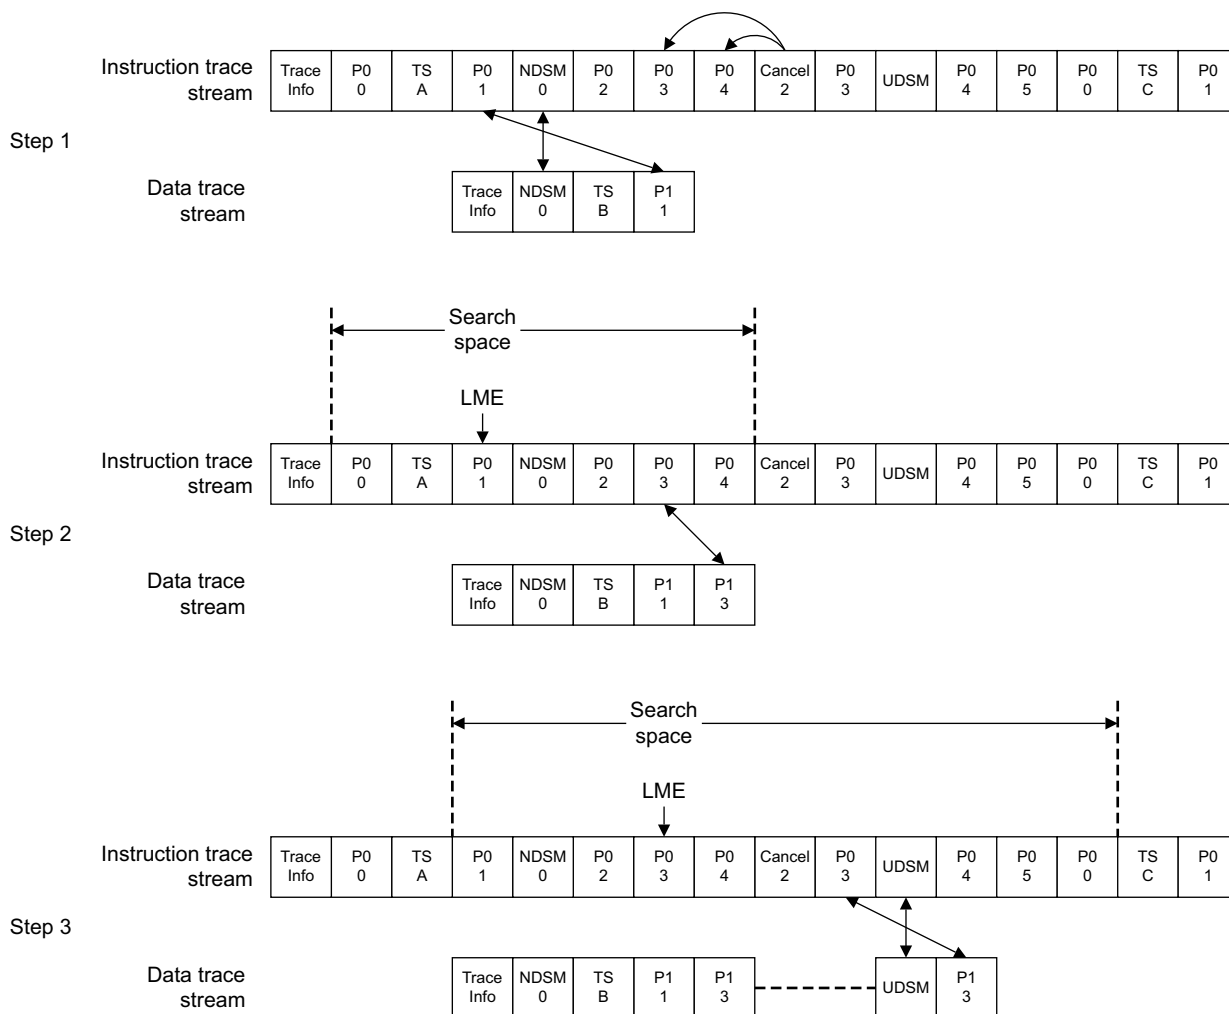 Instruction trace stream
Trace Info P0 0 TS A P0 1 NDSM 0 P0 2 P0 3 P0 4 Cancel 2 P0 3 UDSM P0 4 P0 5 P0 0 TS C P0 1
Step 1
Data trace stream
Trace Info NDSM 0 TS B P1 1
Search space
LME
Instruction trace stream
Trace Info P0 0 TS A P0 1 NDSM 0 P0 2 P0 3 P0 4 Cancel 2 P0 3 UDSM P0 4 P0 5 P0 0 TS C P0 1
Step 2
Data trace stream
Trace Info NDSM 0 TS B P1 1 P1 3
Search space
LME
Instruction trace stream
Trace Info P0 0 TS A P0 1 NDSM 0 P0 2 P0 3 P0 4 Cancel 2 P0 3 UDSM P0 4 P0 5 P0 0 TS C P0 1
Step 3
Data trace stream
Trace Info NDSM 0 TS B P1 1 P1 3 UDSM P1 3